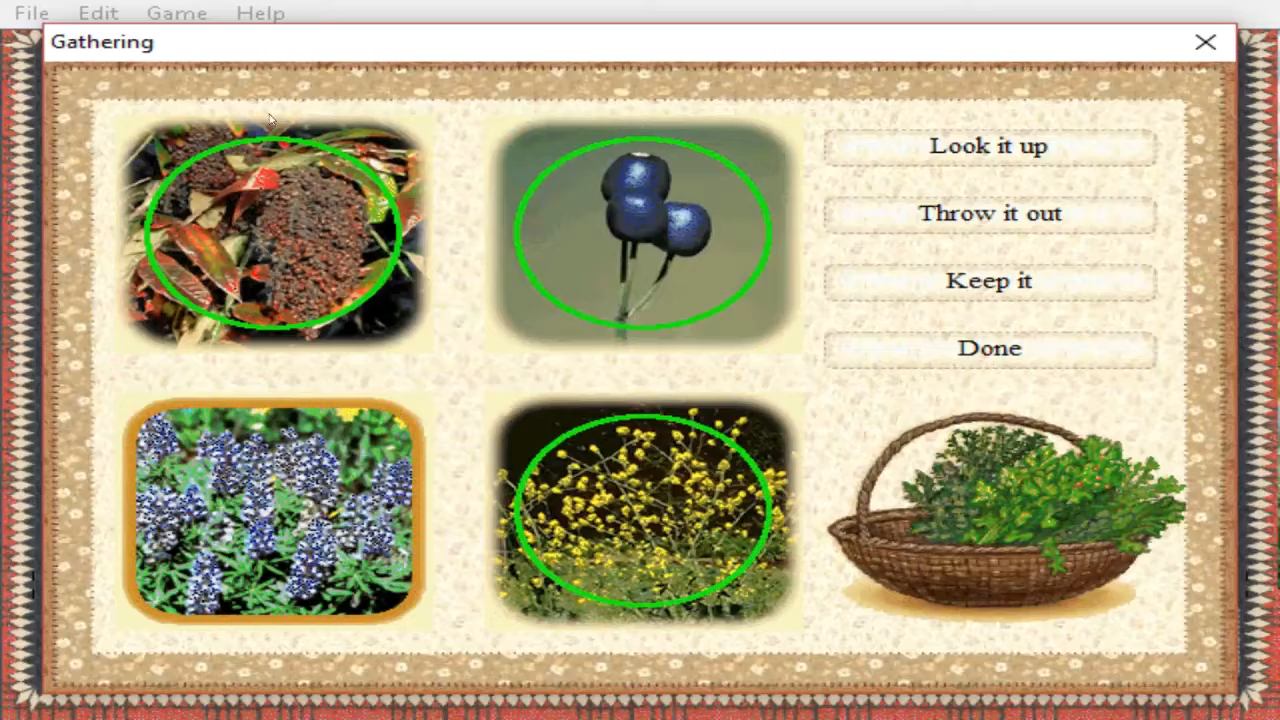 File Edit Game Help
Gathering
Look it up
Throw it out
Keep it
Done